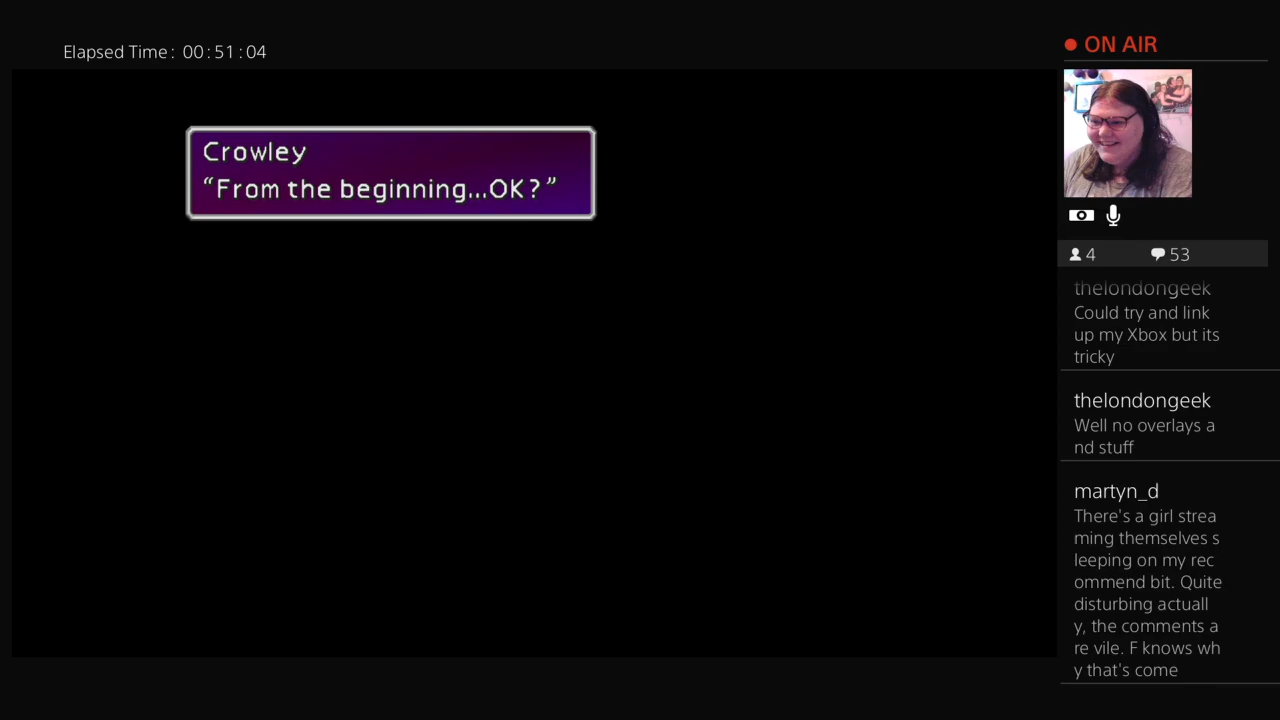 Elapsed Time: 00:51:04
ON AIR
Crowley
“From the beginning...OK?”
4
53
thelondongeek
Could try and link
up my Xbox but its
tricky
thelondongeek
Well no overlays a
nd stuff
martyn_d
There's a girl strea
ming themselves s
leeping on my rec
ommend bit. Quite
disturbing actuall
y, the comments a
re vile. F knows wh
y that's come